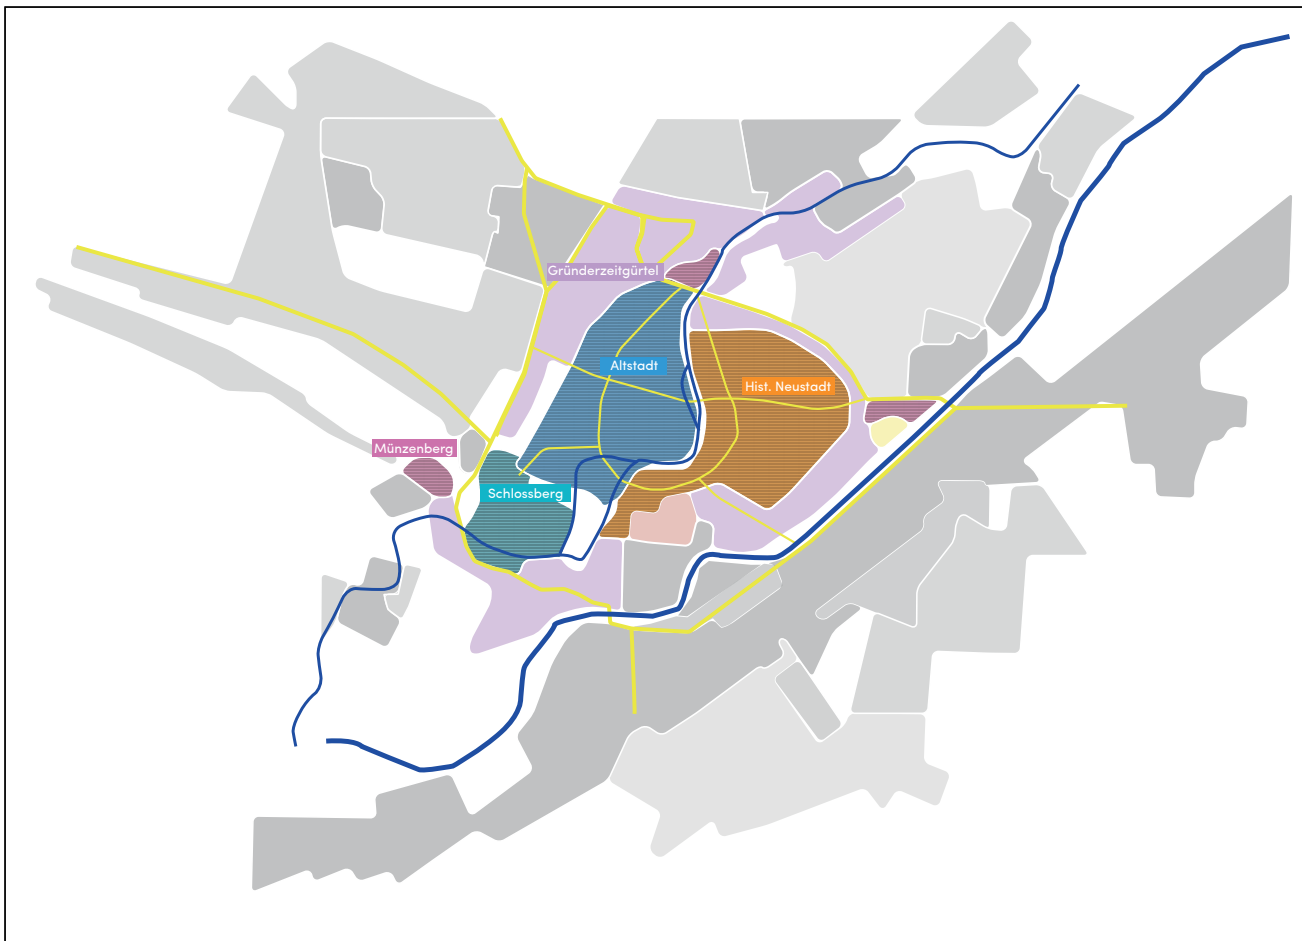 Gründerzeitgürtel
Altstadt
Hist. Neustadt
Münzenberg
Schlossberg